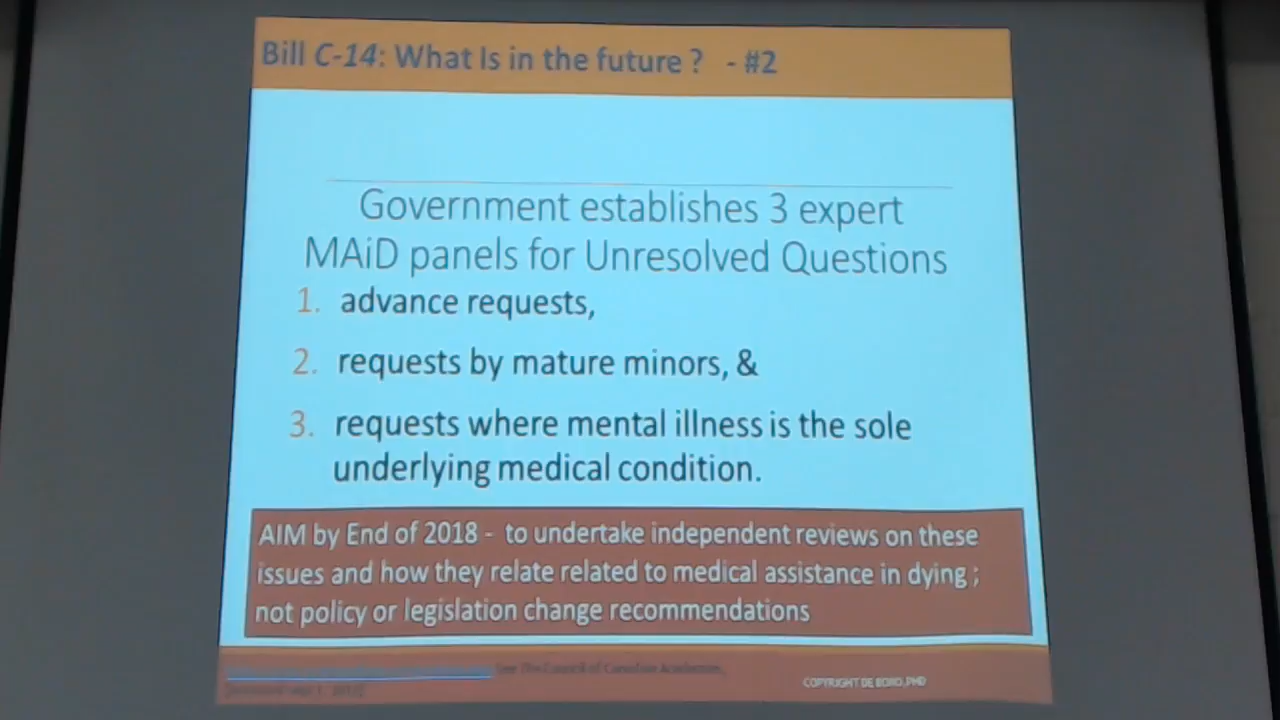 Bill C-14: What Is in the future ? - #2
Government establishes 3 expert
MAiD panels for Unresolved Questions
1. advance requests,
2. requests by mature minors, &
3. requests where mental illness is the sole
underlying medical condition.
AIM by End of 2018 - to undertake independent reviews on these
issues and how they relate related to medical assistance in dying ;
not policy or legislation change recommendations
See The Council of Canadian Academies,
COPYRIGHT DE BONO, PHD